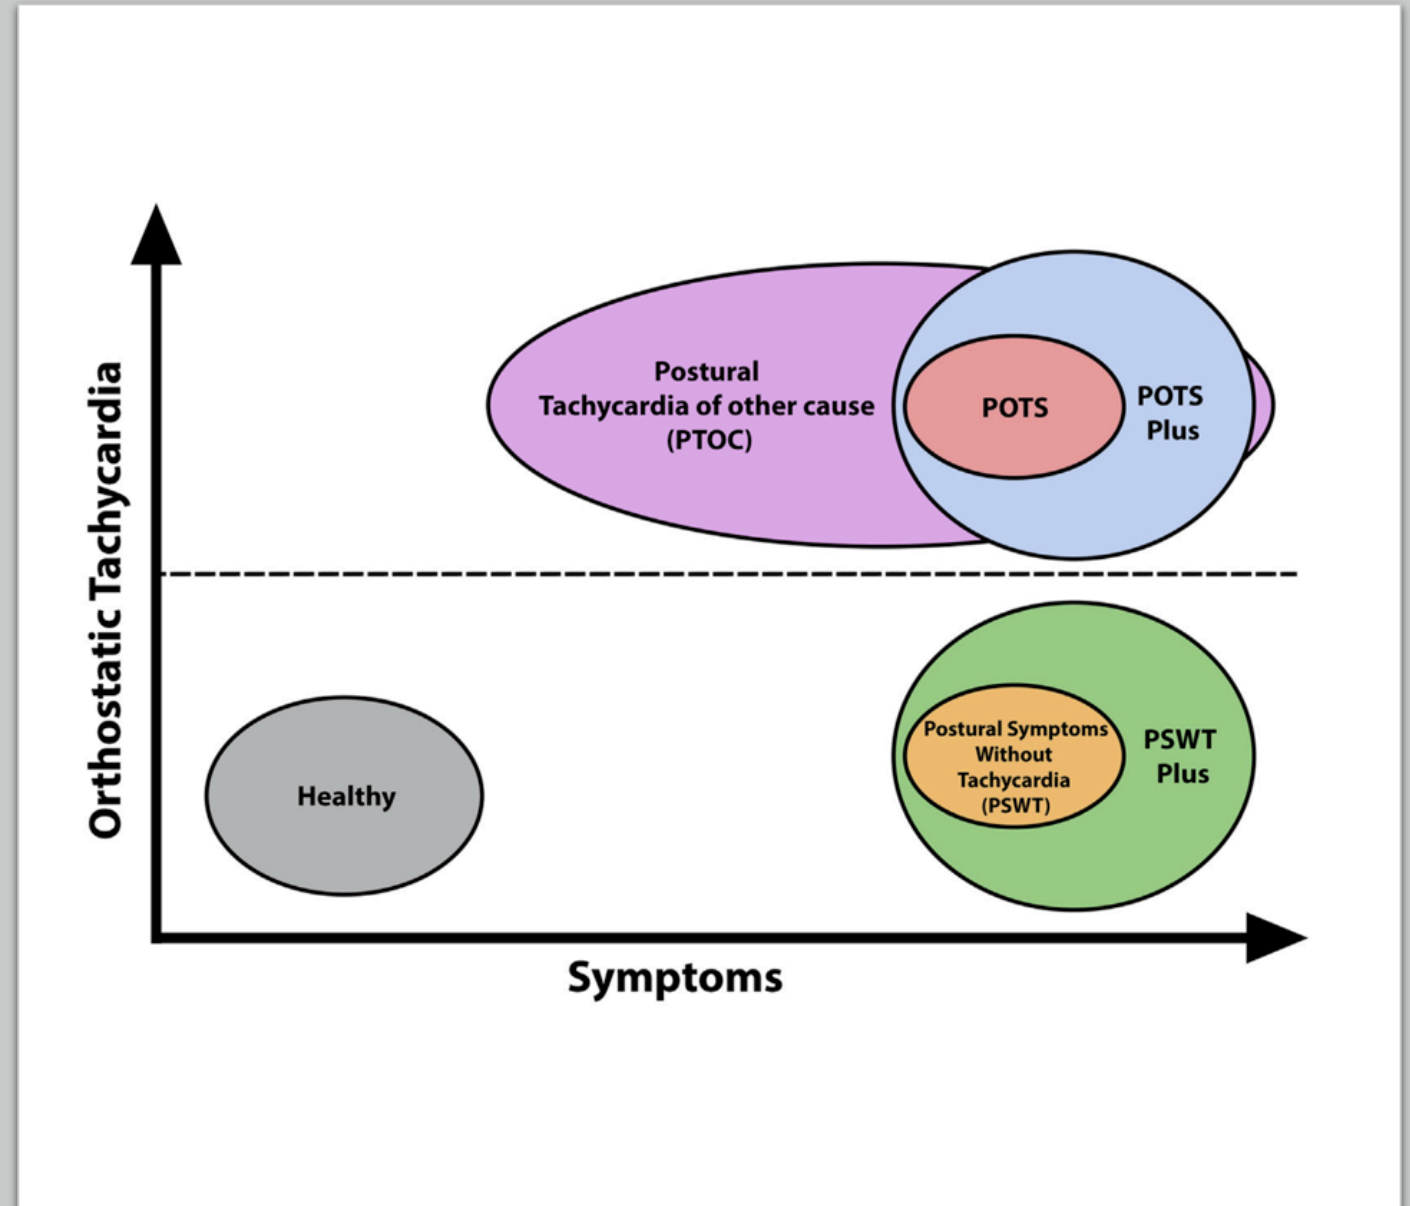 Orthostatic Tachycardia
Postural
Tachycardia of other cause
(PTOC)
POTS
POTS
Plus
Healthy
Postural Symptoms
Without
Tachycardia
(PSWT)
PSWT
Plus
Symptoms